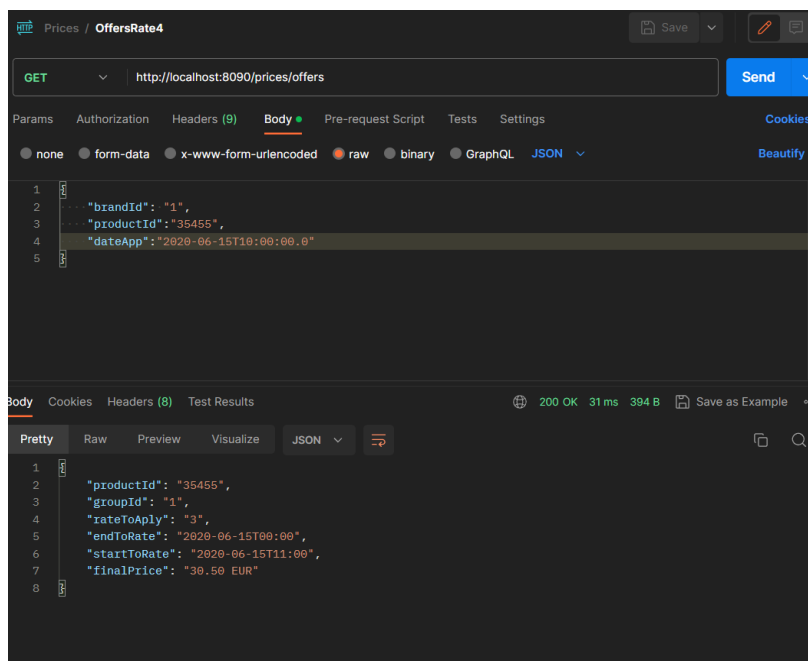 HTTP Prices / OffersRate4 Save
GET http://localhost:8090/prices/offers Send
Params Authorization Headers (9) Body Pre-request Script Tests Settings Cookies
none form-data x-www-form-urlencoded raw binary GraphQL JSON Beautify
1 {
2 "brandId": "1",
3 "productId":"35455",
4 "dateApp":"2020-06-15T10:00:00.0"
5 }
Body Cookies Headers (8) Test Results 200 OK 31 ms 394 B Save as Example
Pretty Raw Preview Visualize JSON
1 {
2 "productId": "35455",
3 "groupId": "1",
4 "rateToAply": "3",
5 "endToRate": "2020-06-15T00:00",
6 "startToRate": "2020-06-15T11:00",
7 "finalPrice": "30.50 EUR"
8 }